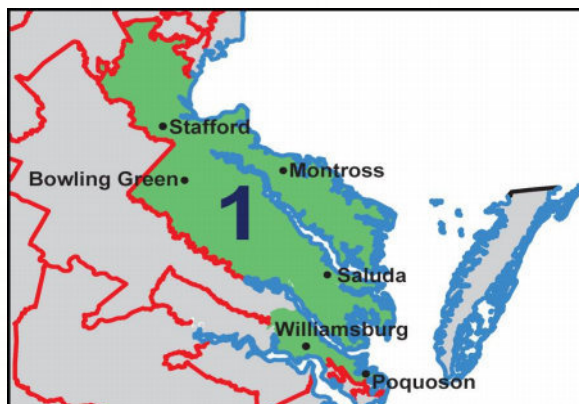 Stafford
Montross
Bowling Green
1
Saluda
Williamsburg
Poquoson